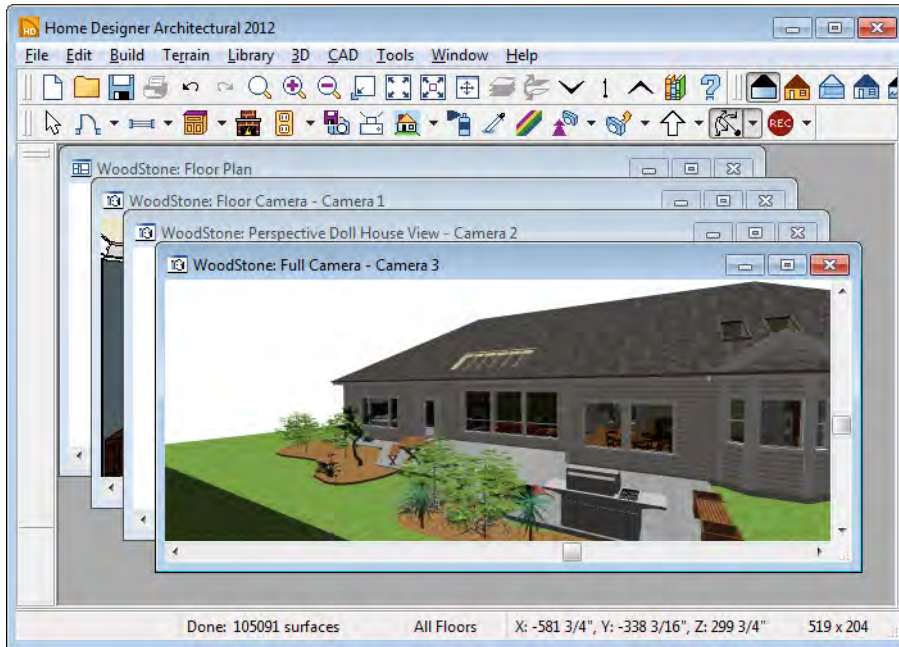 HD Home Designer Architectural 2012
File Edit Build Terrain Library 3D CAD Tools Window Help
1
REC
WoodStone: Floor Plan
WoodStone: Floor Camera - Camera 1
WoodStone: Perspective Doll House View - Camera 2
WoodStone: Full Camera - Camera 3
Done: 105091 surfaces All Floors X: -581 3/4", Y: -338 3/16", Z: 299 3/4" 519 x 204